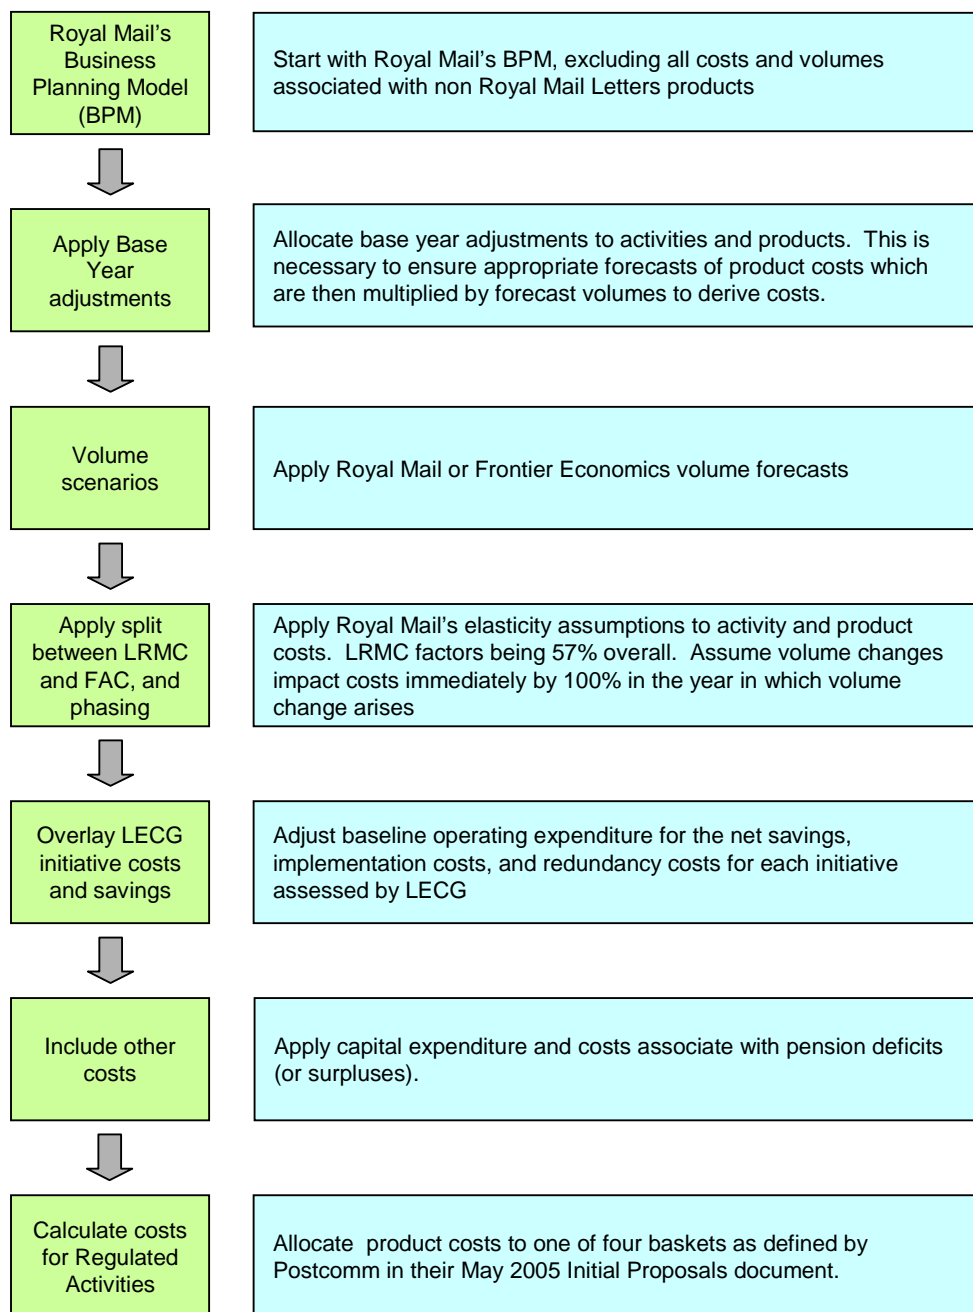 Royal Mail's
Business
Planning Model
(BPM)
Start with Royal Mail's BPM, excluding all costs and volumes
associated with non Royal Mail Letters products
Apply Base
Year
adjustments
Allocate base year adjustments to activities and products.  This is
necessary to ensure appropriate forecasts of product costs which
are then multiplied by forecast volumes to derive costs.
Volume
scenarios
Apply Royal Mail or Frontier Economics volume forecasts
Apply split
between LRMC
and FAC, and
phasing
Apply Royal Mail's elasticity assumptions to activity and product
costs.  LRMC factors being 57% overall.  Assume volume changes
impact costs immediately by 100% in the year in which volume
change arises
Overlay LECG
initiative costs
and savings
Adjust baseline operating expenditure for the net savings,
implementation costs, and redundancy costs for each initiative
assessed by LECG
Include other
costs
Apply capital expenditure and costs associate with pension deficits
(or surpluses).
Calculate costs
for Regulated
Activities
Allocate  product costs to one of four baskets as defined by
Postcomm in their May 2005 Initial Proposals document.